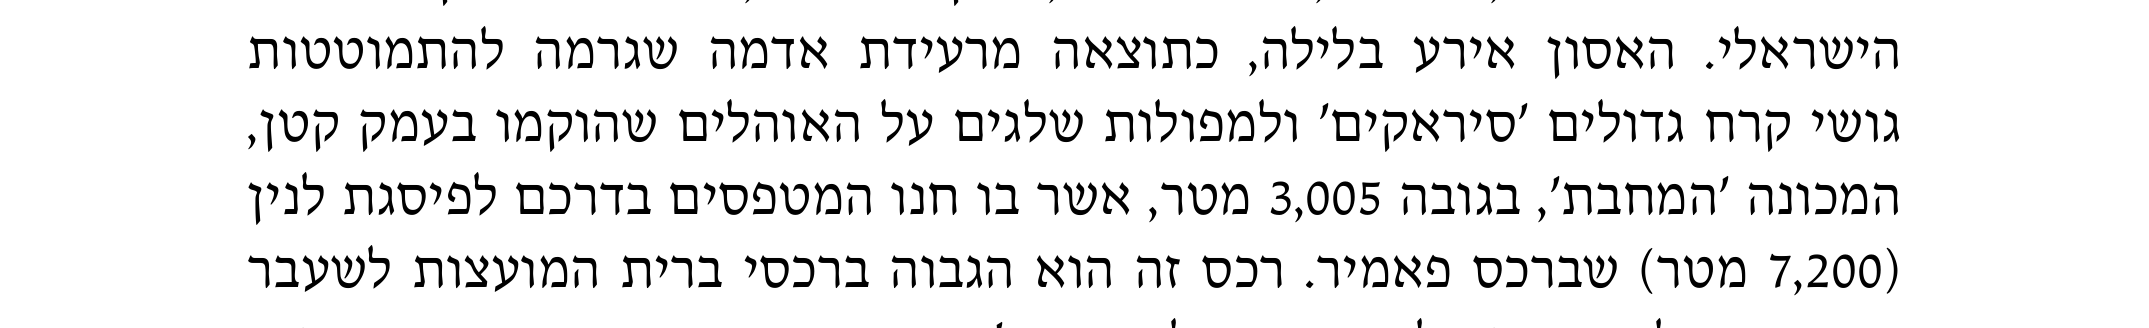 הישראלי. האסון אירע בלילה, כתוצאה מרעידת אדמה שגרמה להתמוטטות
גושי קרח גדולים 'סיראקים' ולמפולות שלגים על האוהלים שהוקמו בעמק קטן,
המכונה 'המחבת', בגובה 3,005 מטר, אשר בו חנו המטפסים בדרכם לפיסגת לנין
(7,200 מטר) שברכס פאמיר. רכס זה הוא הגבוה ברכסי ברית המועצות לשעבר